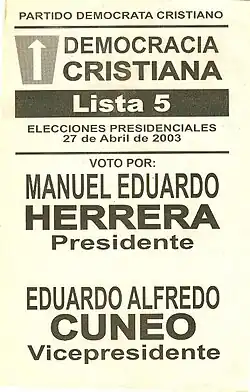 PARTIDO DEMOCRATA CRISTIANO
DEMOCRACIA
CRISTIANA
Lista 5
ELECCIONES PRESIDENCIALES
27 de Abril de 2003
VOTO POR:
MANUEL EDUARDO
HERRERA
Presidente
EDUARDO ALFREDO
CUNEO
Vicepresidente